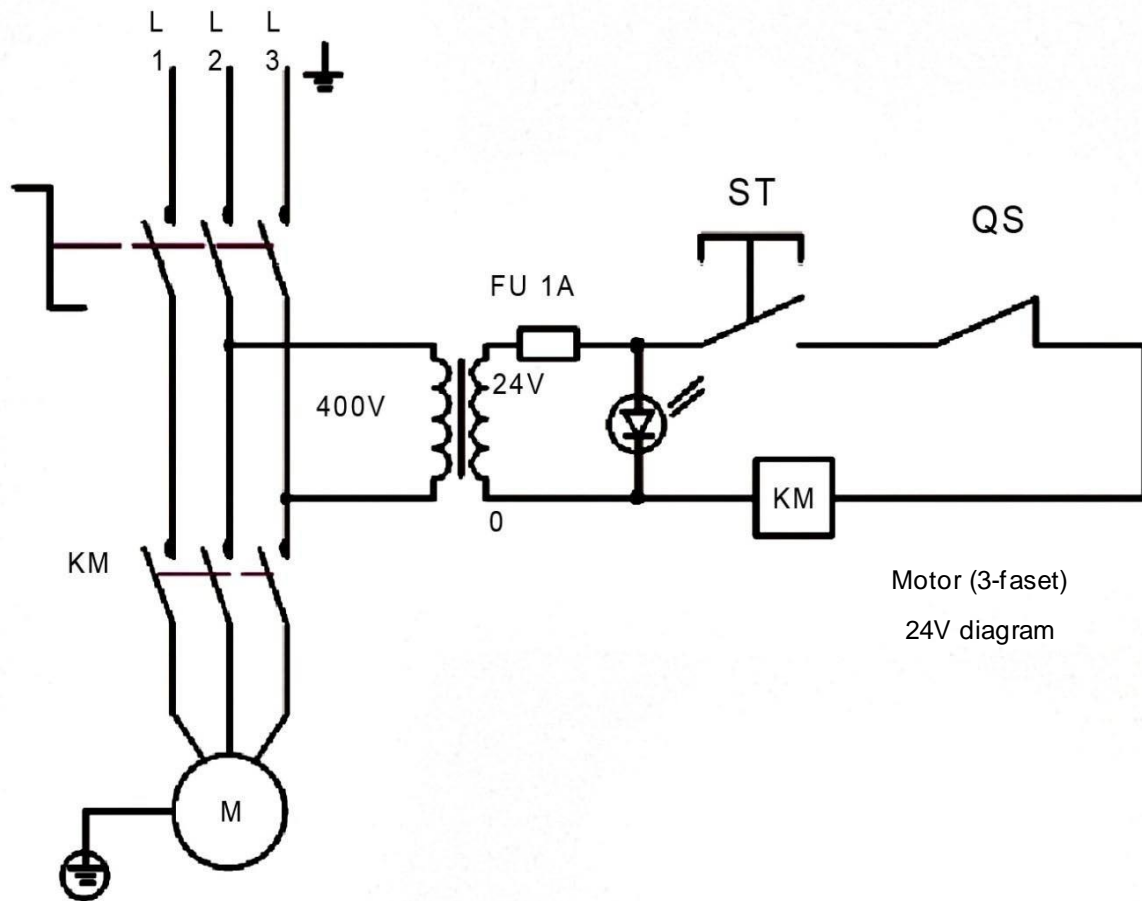 L L L
1 2 3
ST
QS
FU 1A
24V
400V
0
KM
KM
Motor (3-faset)
24V diagram
M